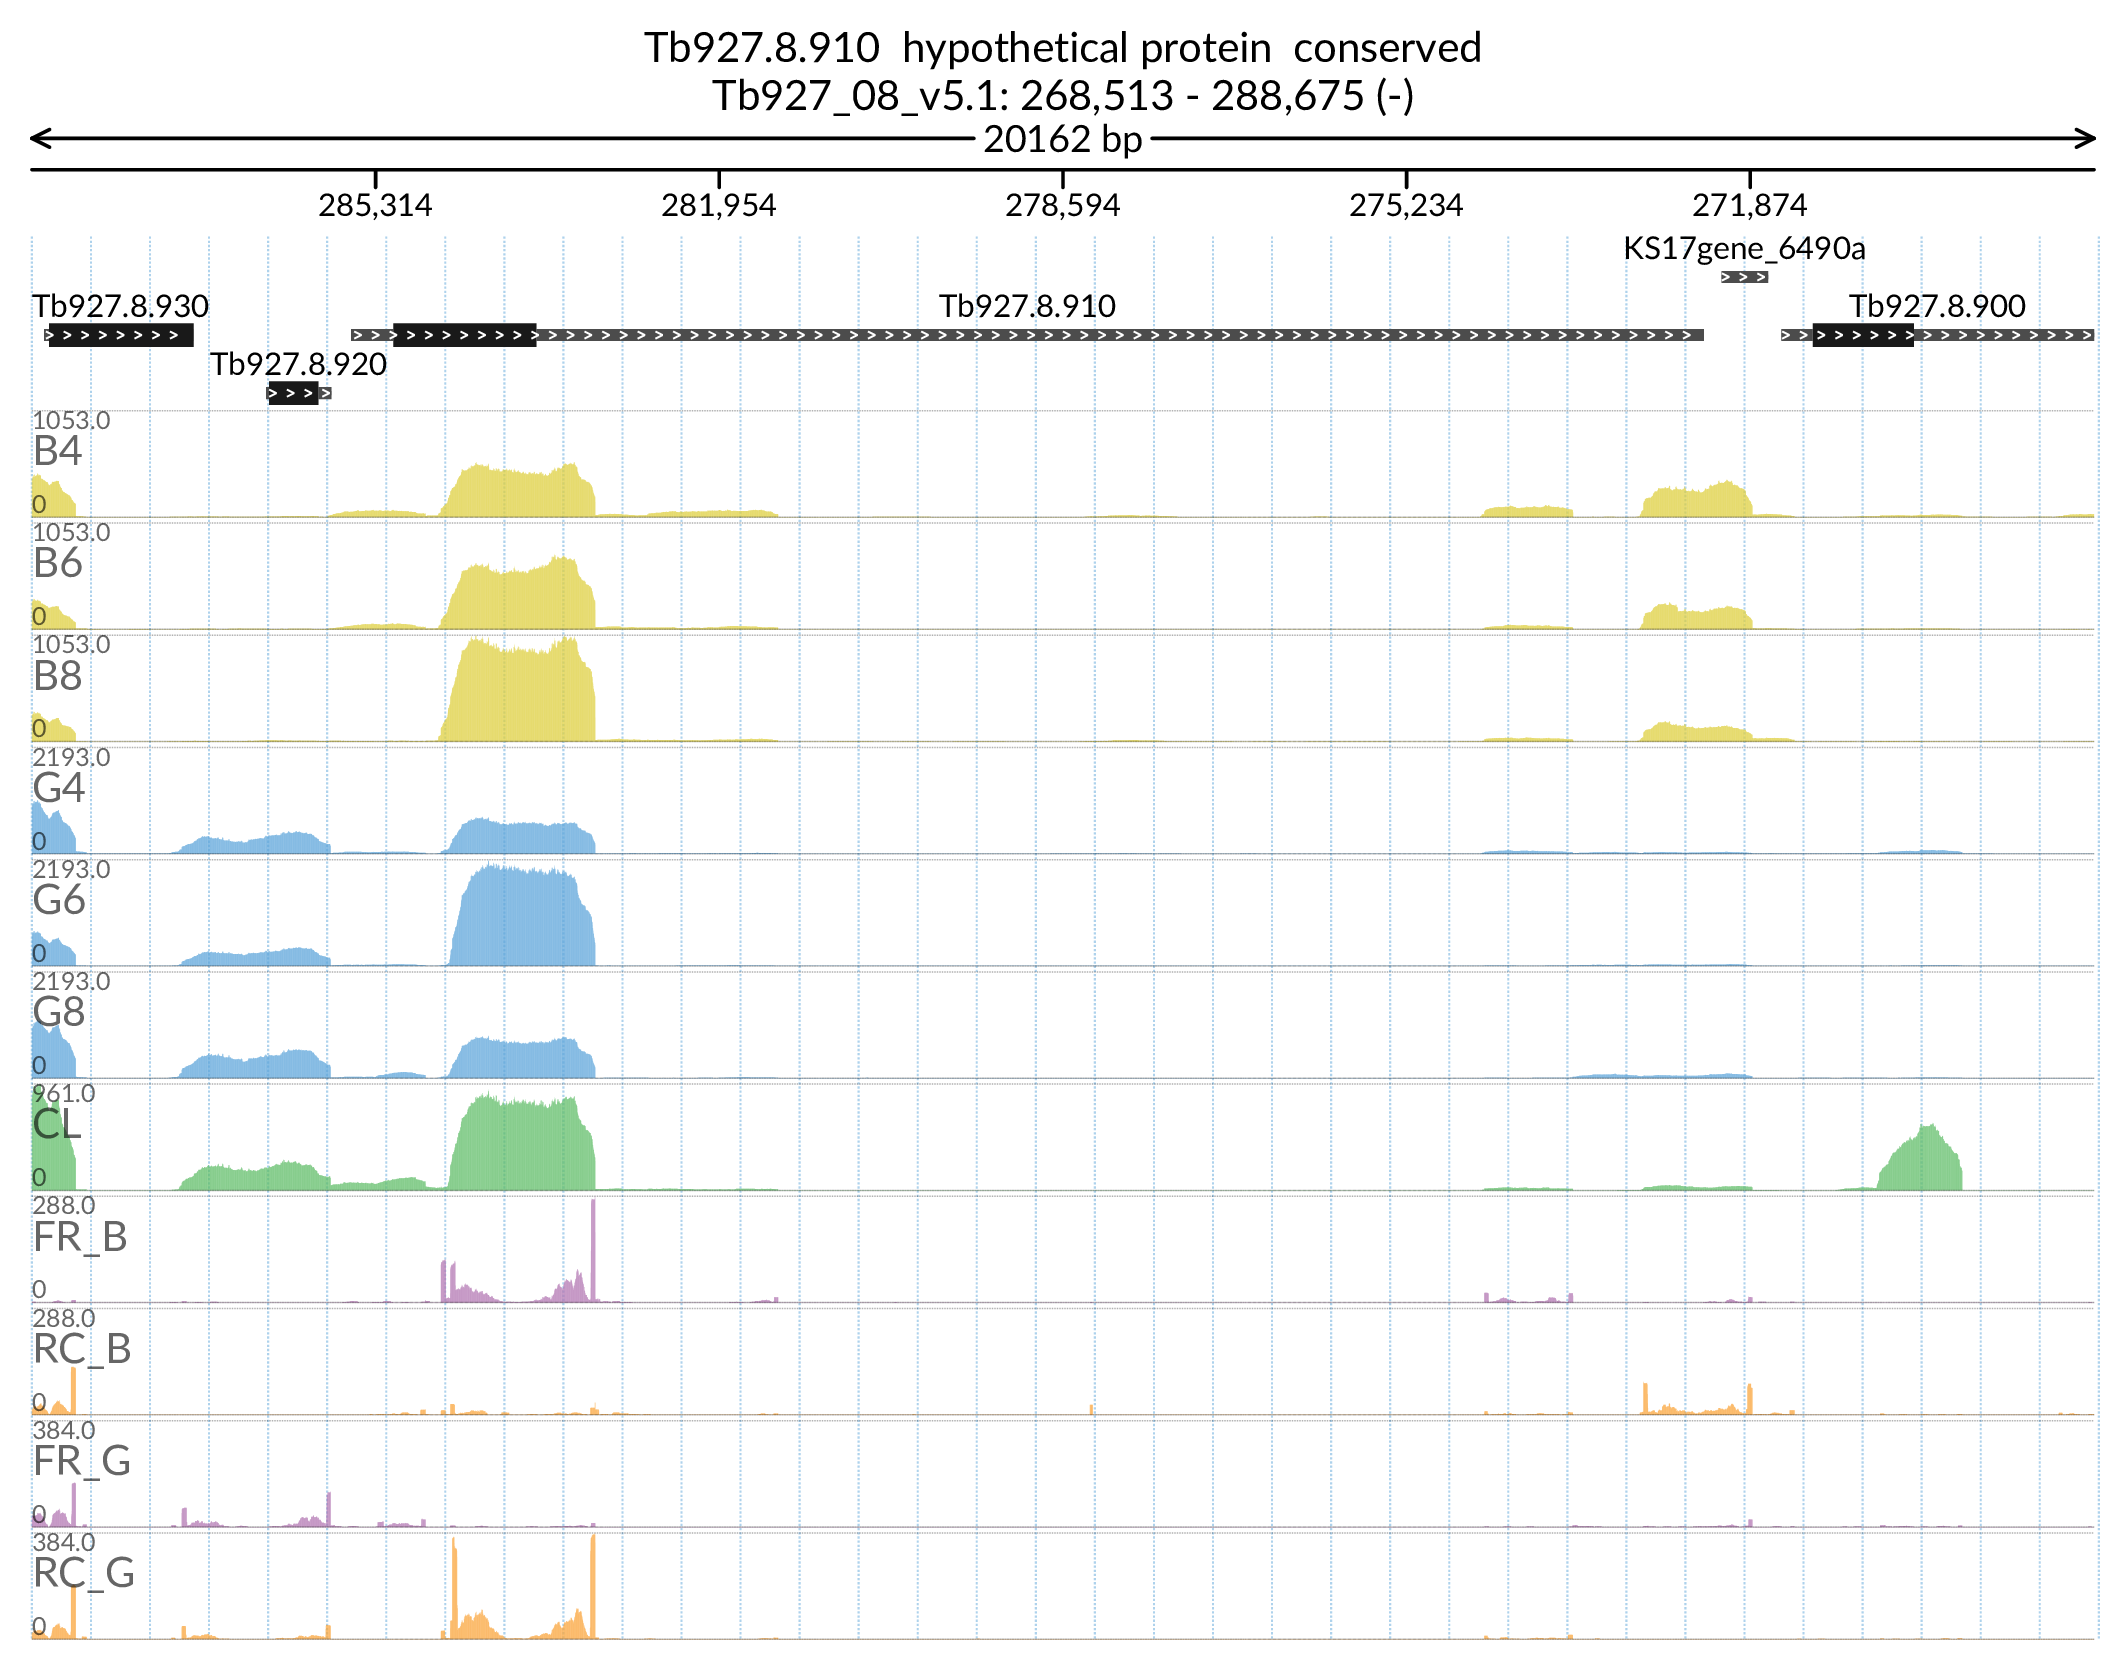 Tb927.8.910 hypothetical protein conserved
Tb927_08_v5.1: 268,513 - 288,675 (-)
20162 bp
285,314 281,954 278,594 275,234 271,874
KS17gene_6490a
Tb927.8.930 Tb927.8.910 Tb927.8.900
Tb927.8.920
1053.0
B4
0
1053.0
B6
0
1053.0
B8
0
2193.0
G4
0
2193.0
G6
0
2193.0
G8
0
961.0
CL
0
288.0
FR_B
0
288.0
RC_B
0
384.0
FR_G
0
384.0
RC_G
0